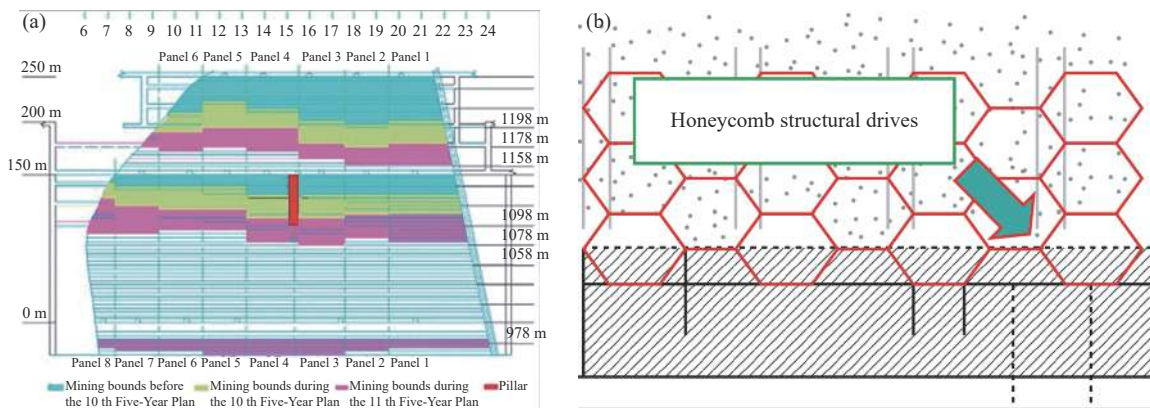 (a)
6 7 8 9 10 11 12 13 14 15 16 17 18 19 20 21 22 23 24
Panel 6 Panel 5 Panel 4 Panel 3 Panel 2 Panel 1
250 m
200 m
150 m
0 m
1198 m
1178 m
1158 m
1098 m
1078 m
1058 m
978 m
Panel 8 Panel 7 Panel 6 Panel 5 Panel 4 Panel 3 Panel 2 Panel 1
Mining bounds before
the 10 th Five-Year Plan
Mining bounds during
the 10 th Five-Year Plan
Mining bounds during
the 11 th Five-Year Plan
Pillar
(b)
Honeycomb structural drives